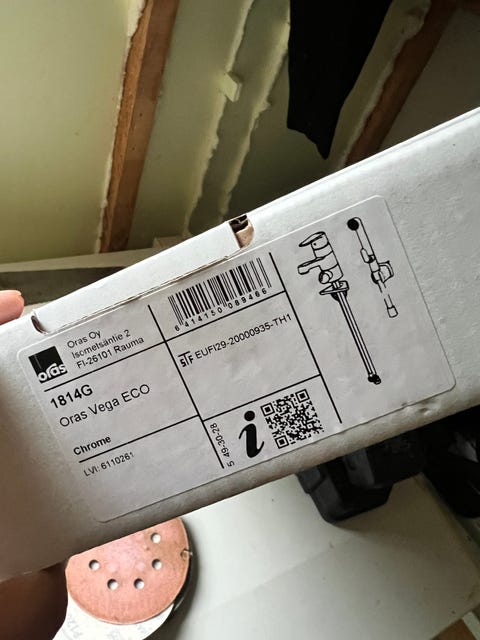 oras
Oras Oy
Isometsäntie 2
FI-26101 Rauma
6 414150 089466
1814G
Oras Vega ECO
STF EUFI29-20000935-TH1
Chrome
LVI: 6110261
S 49-30-28
i